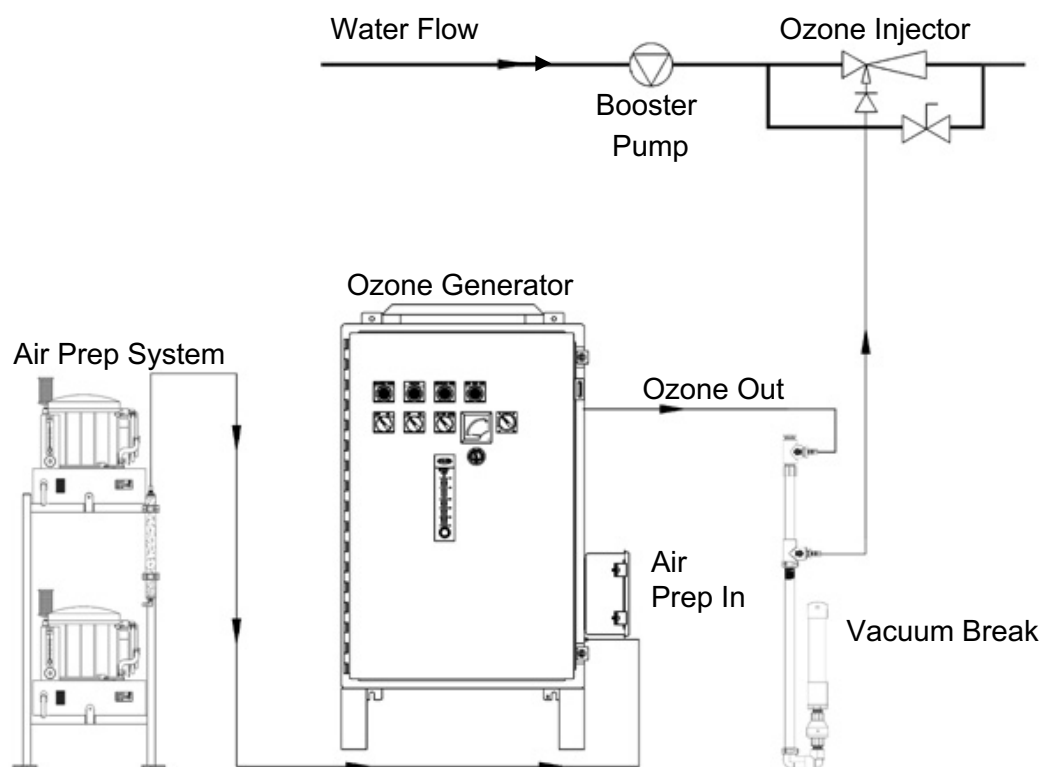 Water Flow
Ozone Injector
Booster
Pump
Ozone Generator
Air Prep System
Ozone Out
Air
Prep In
Vacuum Break